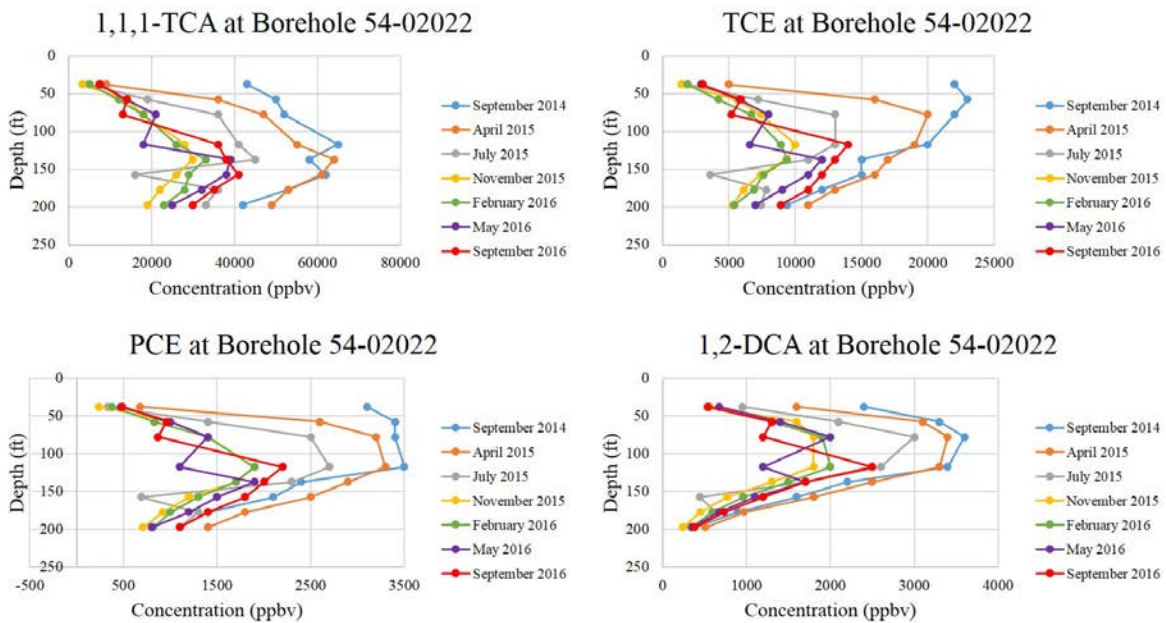 1,1,1-TCA at Borehole 54-02022
0
50
100
150
200
250
Depth (ft)
0 20000 40000 60000 80000
Concentration (ppbv)
September 2014
April 2015
July 2015
November 2015
February 2016
May 2016
September 2016
TCE at Borehole 54-02022
0
50
100
150
200
250
Depth (ft)
0 5000 10000 15000 20000 25000
Concentration (ppbv)
September 2014
April 2015
July 2015
November 2015
February 2016
May 2016
September 2016
PCE at Borehole 54-02022
0
50
100
150
200
250
Depth (ft)
-500 500 1500 2500 3500
Concentration (ppbv)
September 2014
April 2015
July 2015
November 2015
February 2016
May 2016
September 2016
1,2-DCA at Borehole 54-02022
0
50
100
150
200
250
Depth (ft)
0 1000 2000 3000 4000
Concentration (ppbv)
September 2014
April 2015
July 2015
November 2015
February 2016
May 2016
September 2016